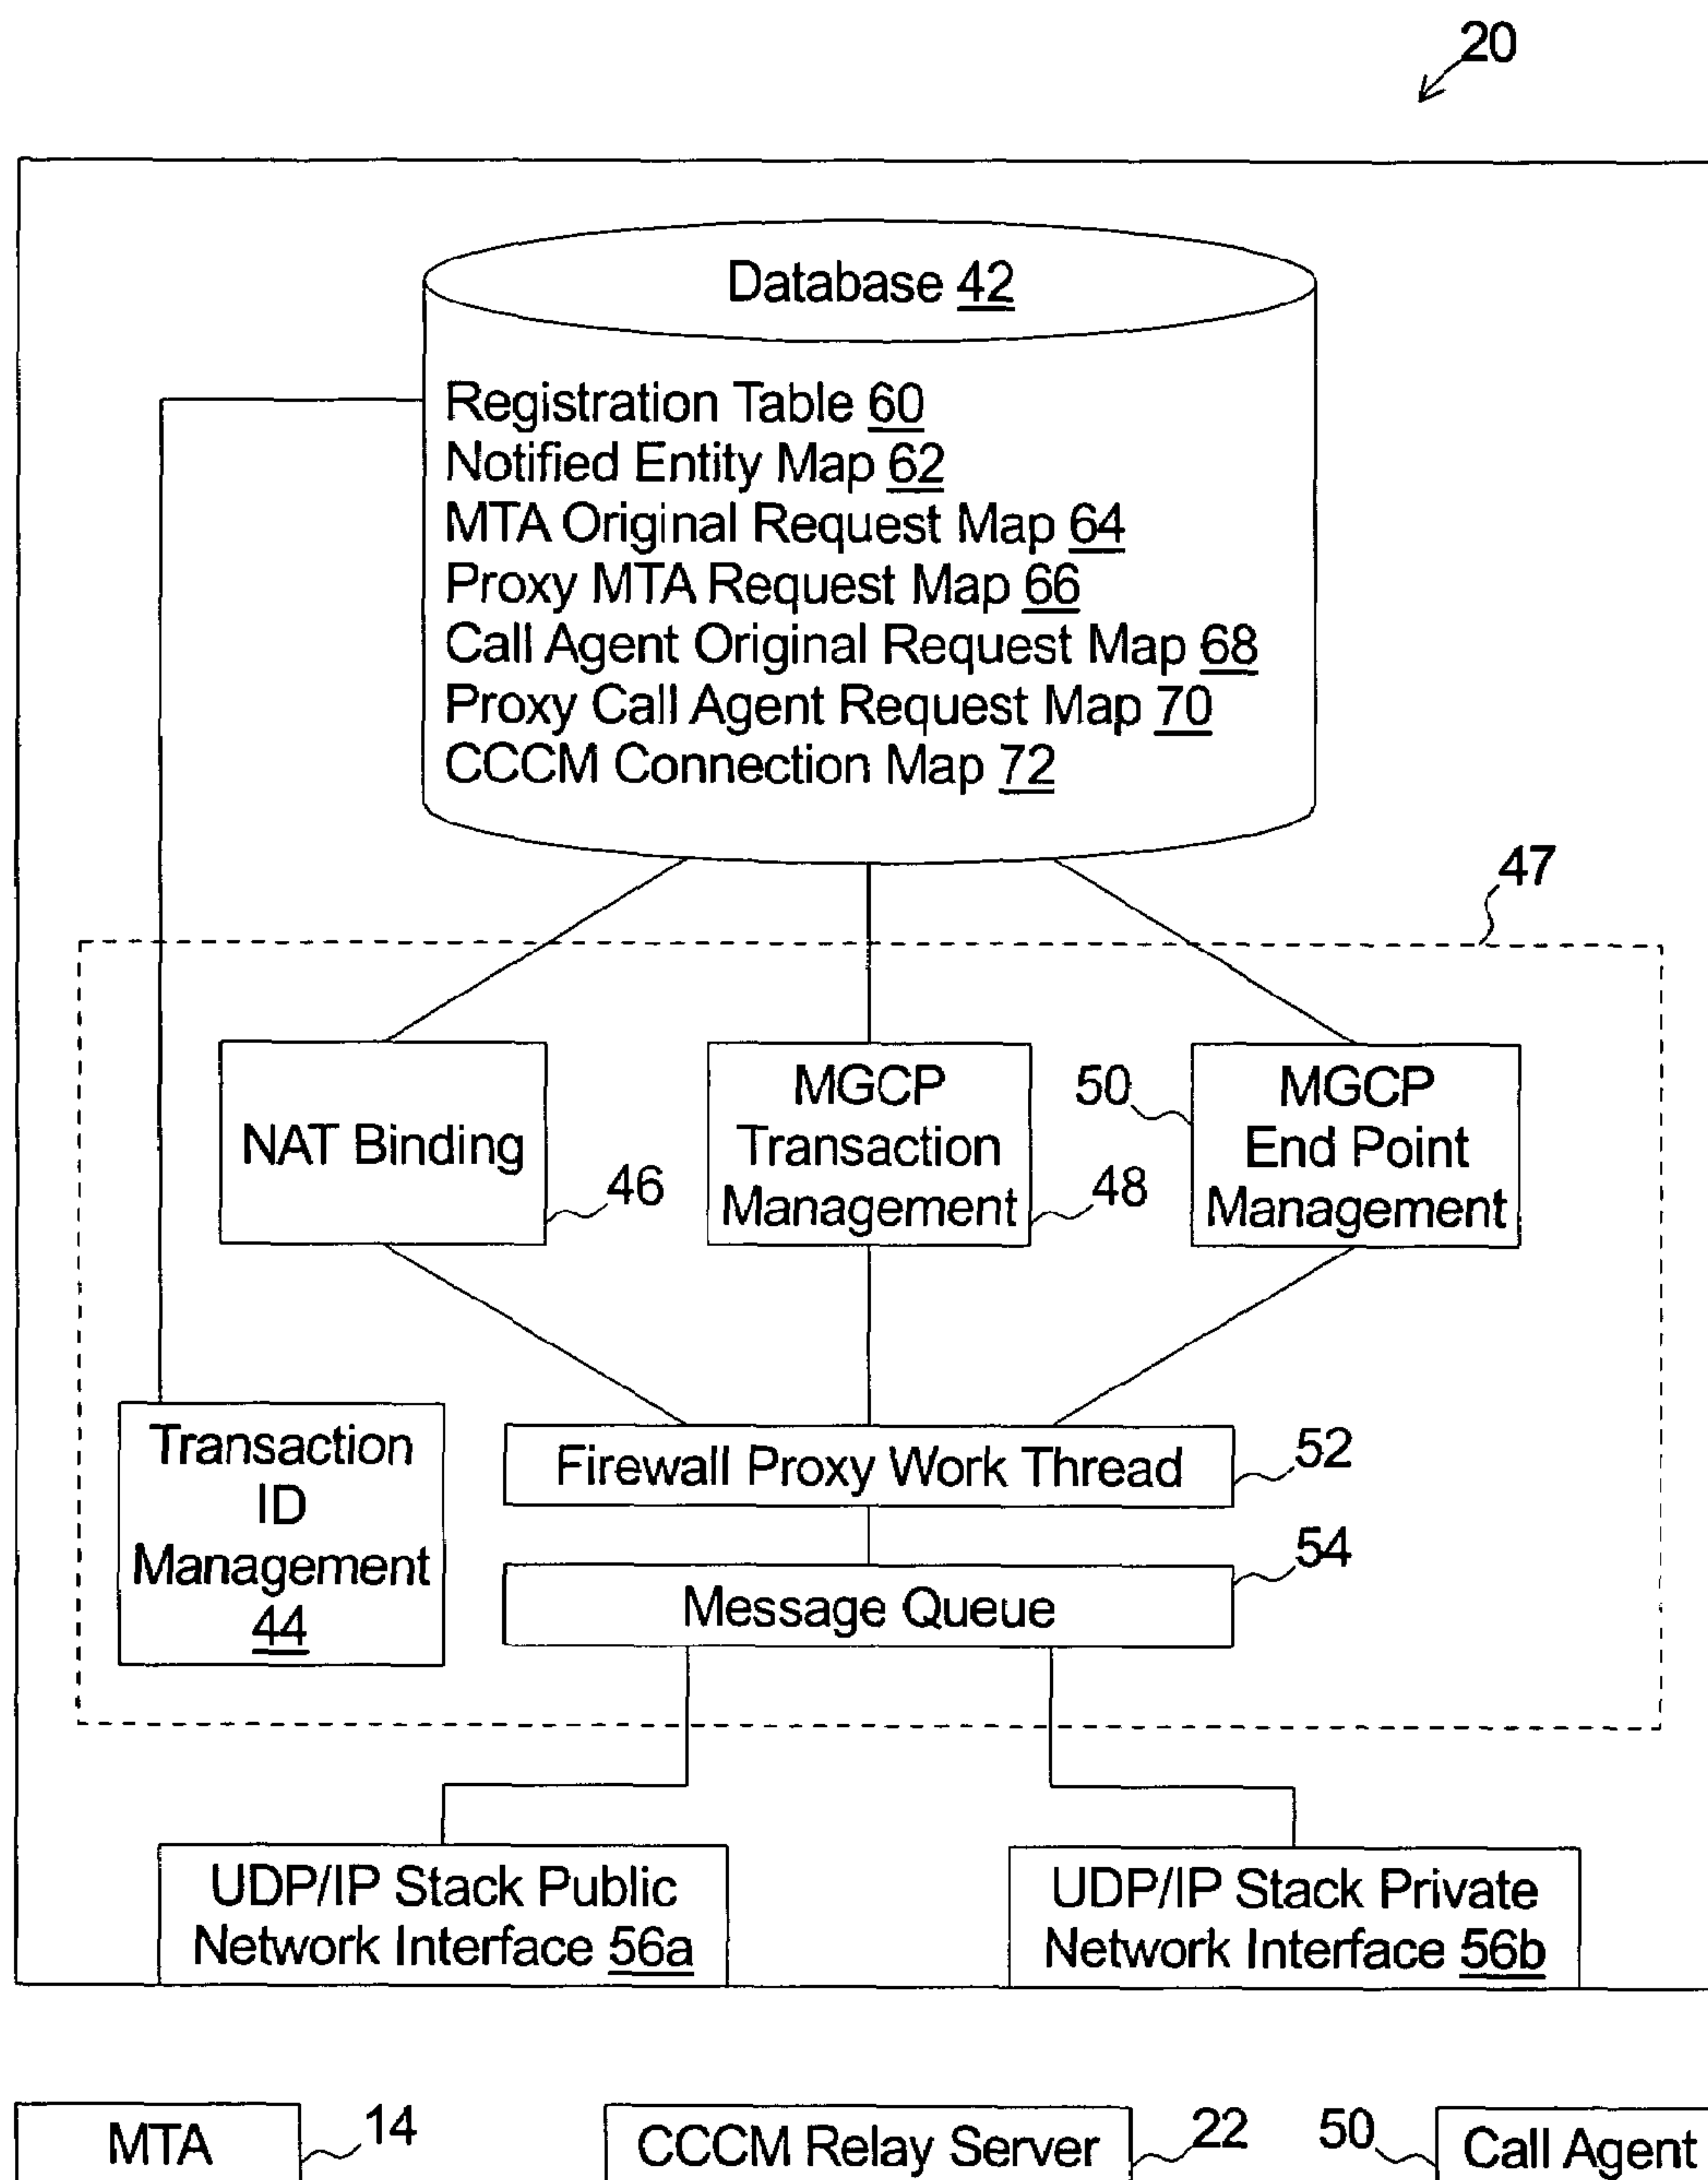 20
Database 42
Registration Table 60
Notified Entity Map 62
MTA Original Request Map 64
Proxy MTA Request Map 66
Call Agent Original Request Map 68
Proxy Call Agent Request Map 70
CCCM Connection Map 72
47
NAT Binding
46
MGCP
Transaction
Management
48
50
MGCP
End Point
Management
Transaction
ID
Management
44
Firewall Proxy Work Thread
52
Message Queue
54
UDP/IP Stack Public
Network Interface 56a
UDP/IP Stack Private
Network Interface 56b
MTA
14
CCCM Relay Server
22
50
Call Agent